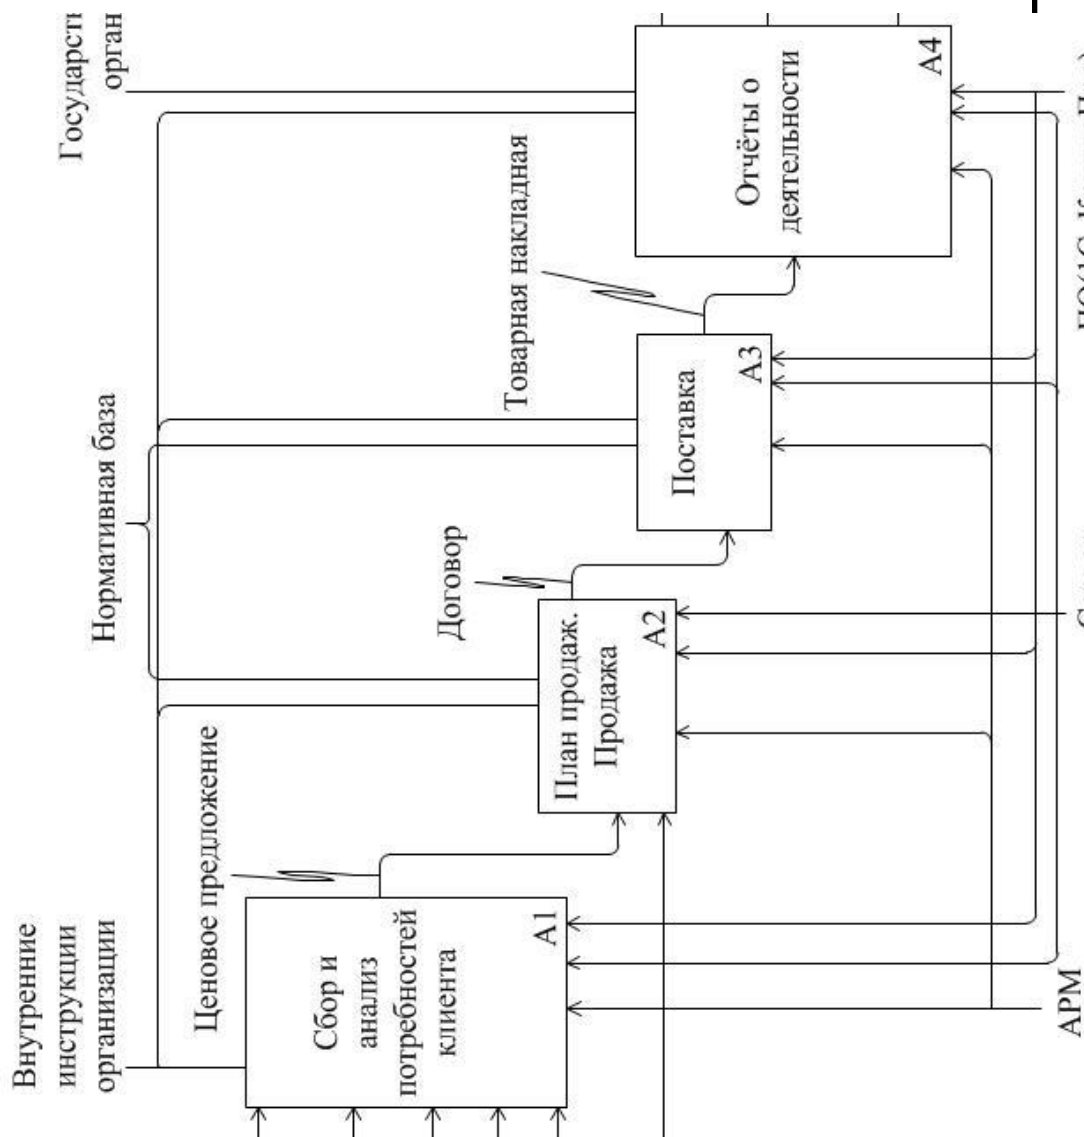 Внутренние
инструкции
организации
Нормативная база
Ценовое предложение
Договор
Товарная накладная
Сбор и
анализ
потребностей
клиента
A1
План продаж.
Продажа
A2
Поставка
A3
Отчёты о
деятельности
A4
АРМ